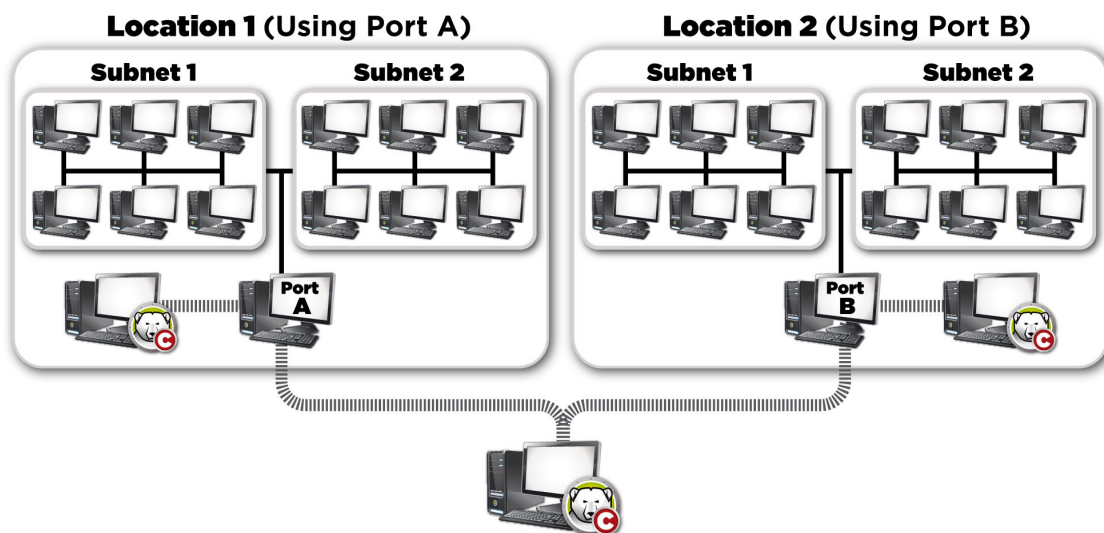 Location 1 (Using Port A)
Subnet 1
Subnet 2
Port
A
C
Location 2 (Using Port B)
Subnet 1
Subnet 2
Port
B
C
C